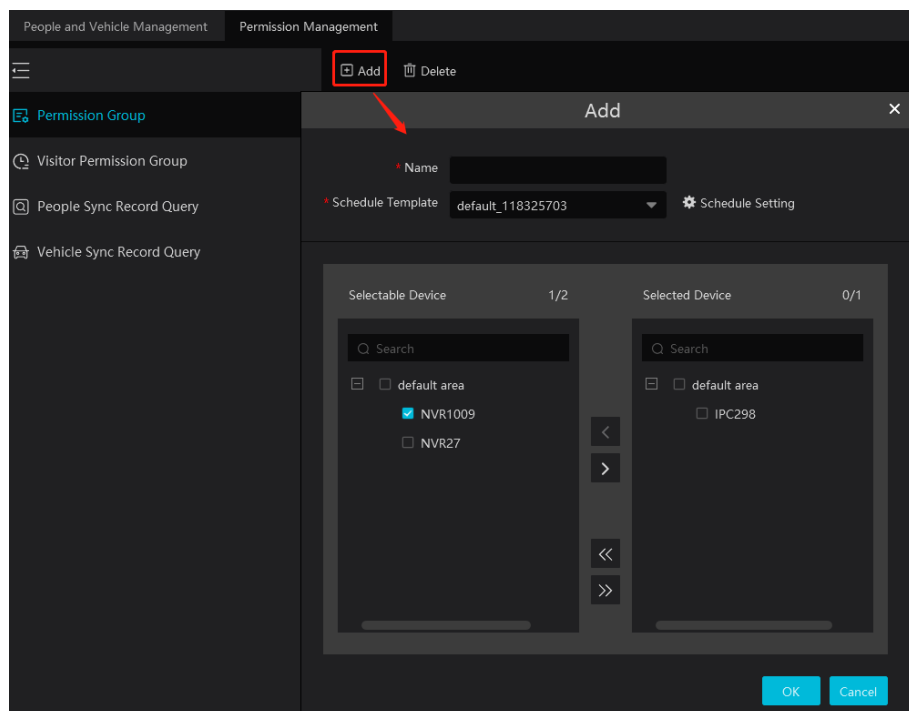 People and Vehicle Management Permission Management
Add Delete
Permission Group
Visitor Permission Group
People Sync Record Query
Vehicle Sync Record Query
Add
* Name
* Schedule Template default_118325703 Schedule Setting
Selectable Device 1/2
Search
default area
NVR1009
NVR27
Selected Device 0/1
Search
default area
IPC298
OK Cancel